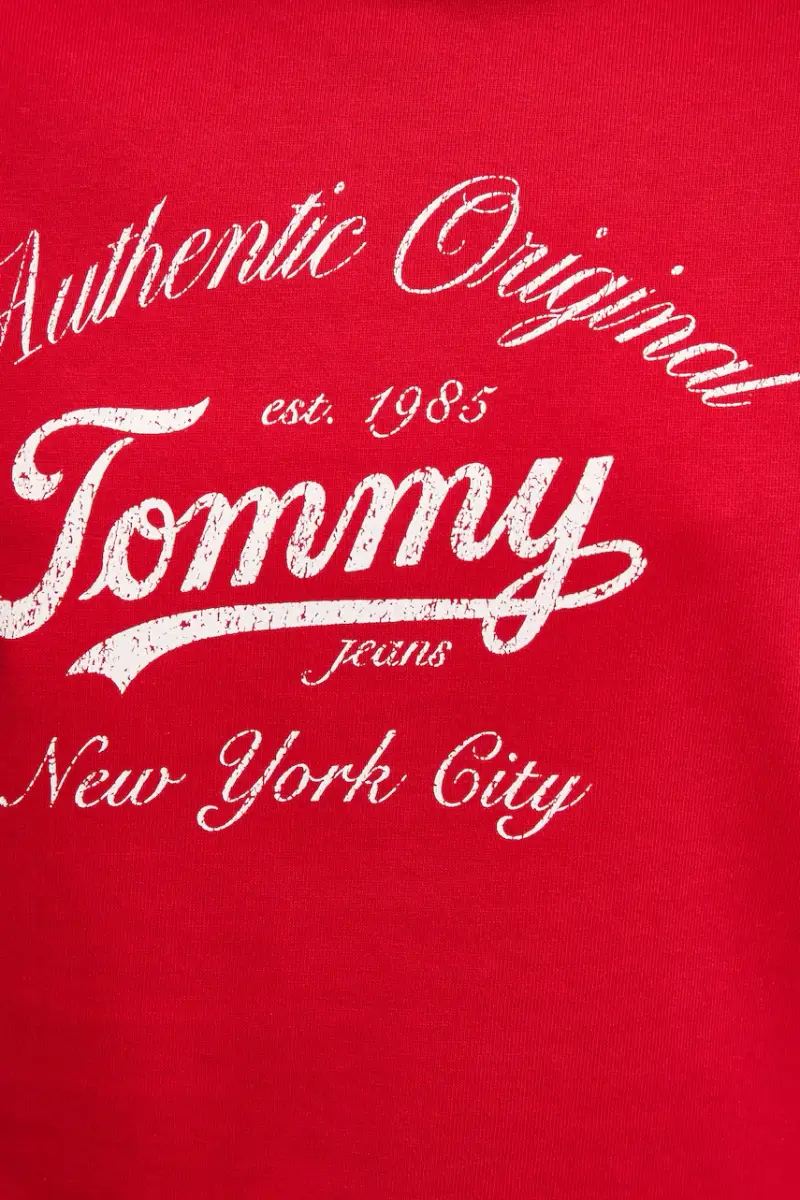 Authentic Original
est. 1985
Tommy
jeans
New York City